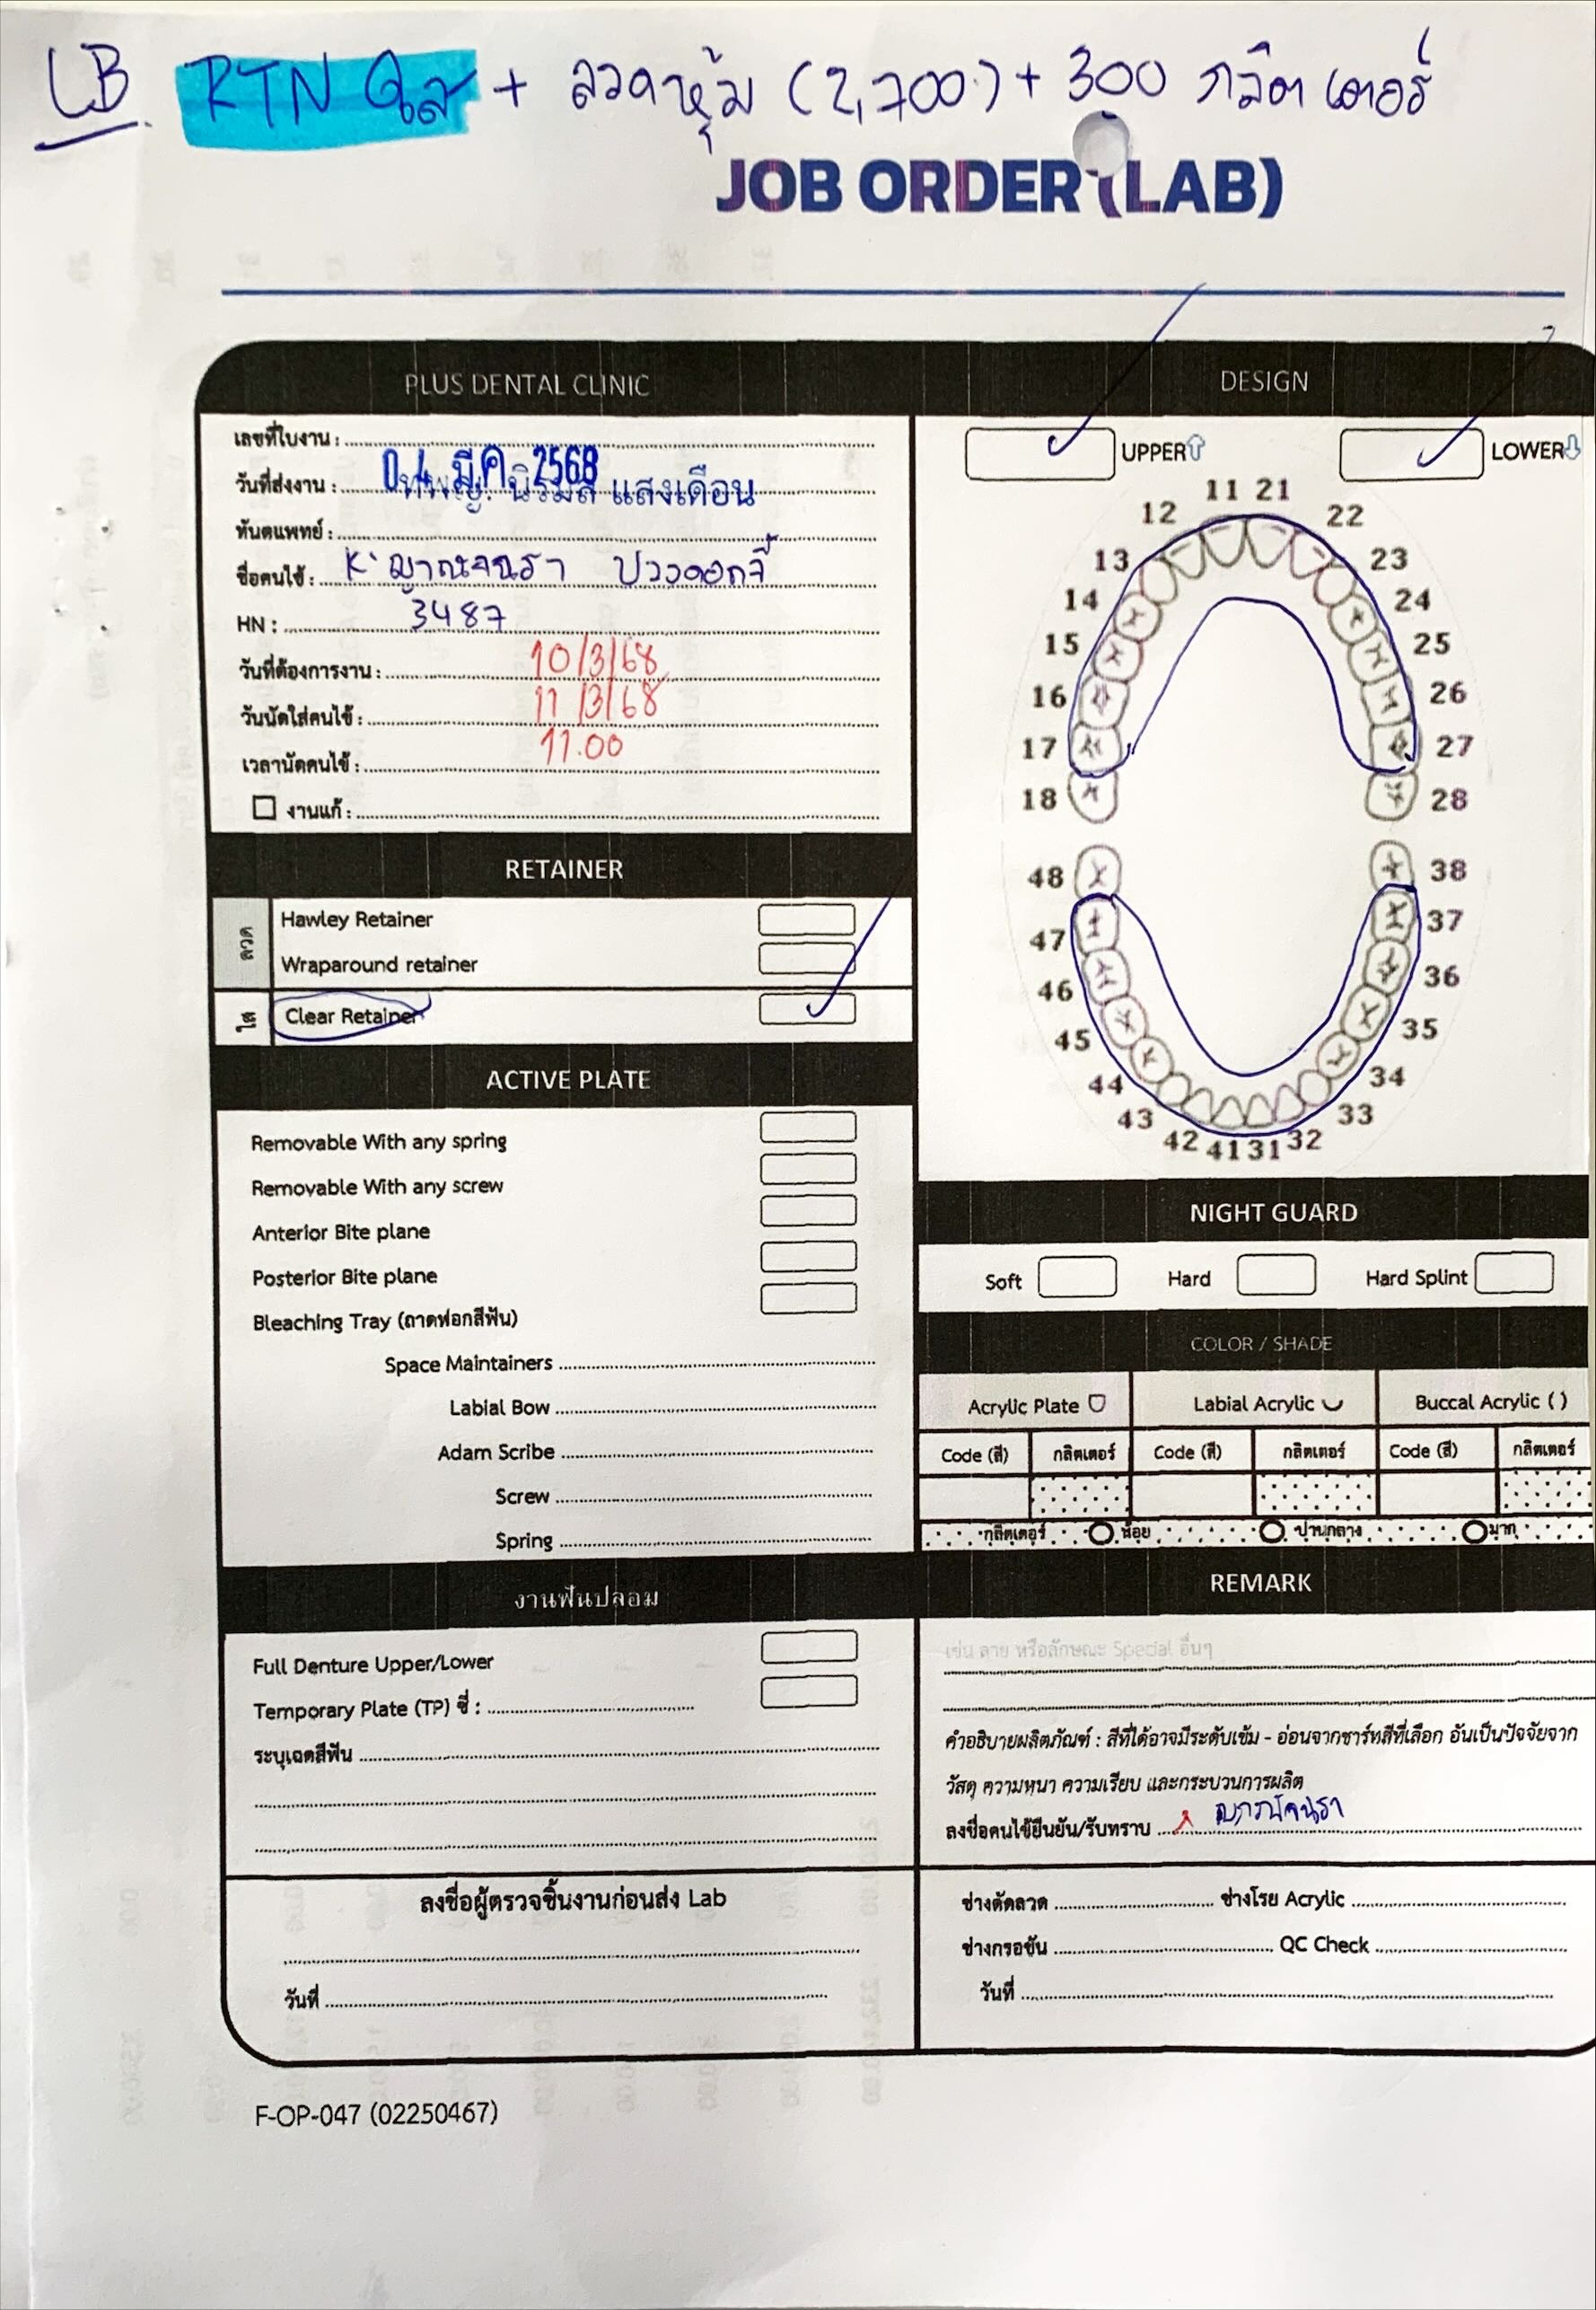 LB RTN ใส + ลวดหุ้ม (2,700.) + 300 กลิตเตอร์
JOB ORDER (LAB)
PLUS DENTAL CLINIC
เลขที่ใบงาน :
วันที่ส่งงาน : 04 มี.ค. 2568
ทพญ. นิรมล แสงเดือน
ทันตแพทย์ :
ชื่อคนไข้ : K.
HN : 3487
วันที่ต้องการงาน : 10/3/68
วันนัดใส่คนไข้ : 11/3/68
เวลานัดคนไข้ : 11.00
งานแก้ :
RETAINER
ลวด
Hawley Retainer
Wraparound retainer
ใส
Clear Retainer
ACTIVE PLATE
Removable With any spring
Removable With any screw
Anterior Bite plane
Posterior Bite plane
Bleaching Tray (ถาดฟอกสีฟัน)
Space Maintainers
Labial Bow
Adam Scribe
Screw
Spring
งานฟันปลอม
Full Denture Upper/Lower
Temporary Plate (TP) ซี่ :
ระบุเฉดสีฟัน
ลงชื่อผู้ตรวจชิ้นงานก่อนส่ง Lab
วันที่
DESIGN
UPPER LOWER
11 21
12 22
13 23
14 24
15 25
16 26
17 27
18 28
48 38
47 37
46 36
45 35
44 34
43 33
42 41 31 32
NIGHT GUARD
Soft Hard Hard Splint
COLOR / SHADE
Acrylic Plate Labial Acrylic Buccal Acrylic ( )
Code (สี) กลิตเตอร์ Code (สี) กลิตเตอร์ Code (สี) กลิตเตอร์
กลิตเตอร์ น้อย ปานกลาง มาก
REMARK
เช่น ลาย หรือลักษณะ Special อื่นๆ
คำอธิบายผลิตภัณฑ์ : สีที่ได้อาจมีระดับเข้ม - อ่อนจากชาร์ทสีที่เลือก อันเป็นปัจจัยจาก
วัสดุ ความหนา ความเรียบ และกระบวนการผลิต
ลงชื่อคนไข้ยืนยัน/รับทราบ
ช่างดัดลวด ช่างโรย Acrylic
ช่างกรอขัน QC Check
วันที่
F-OP-047 (02250467)